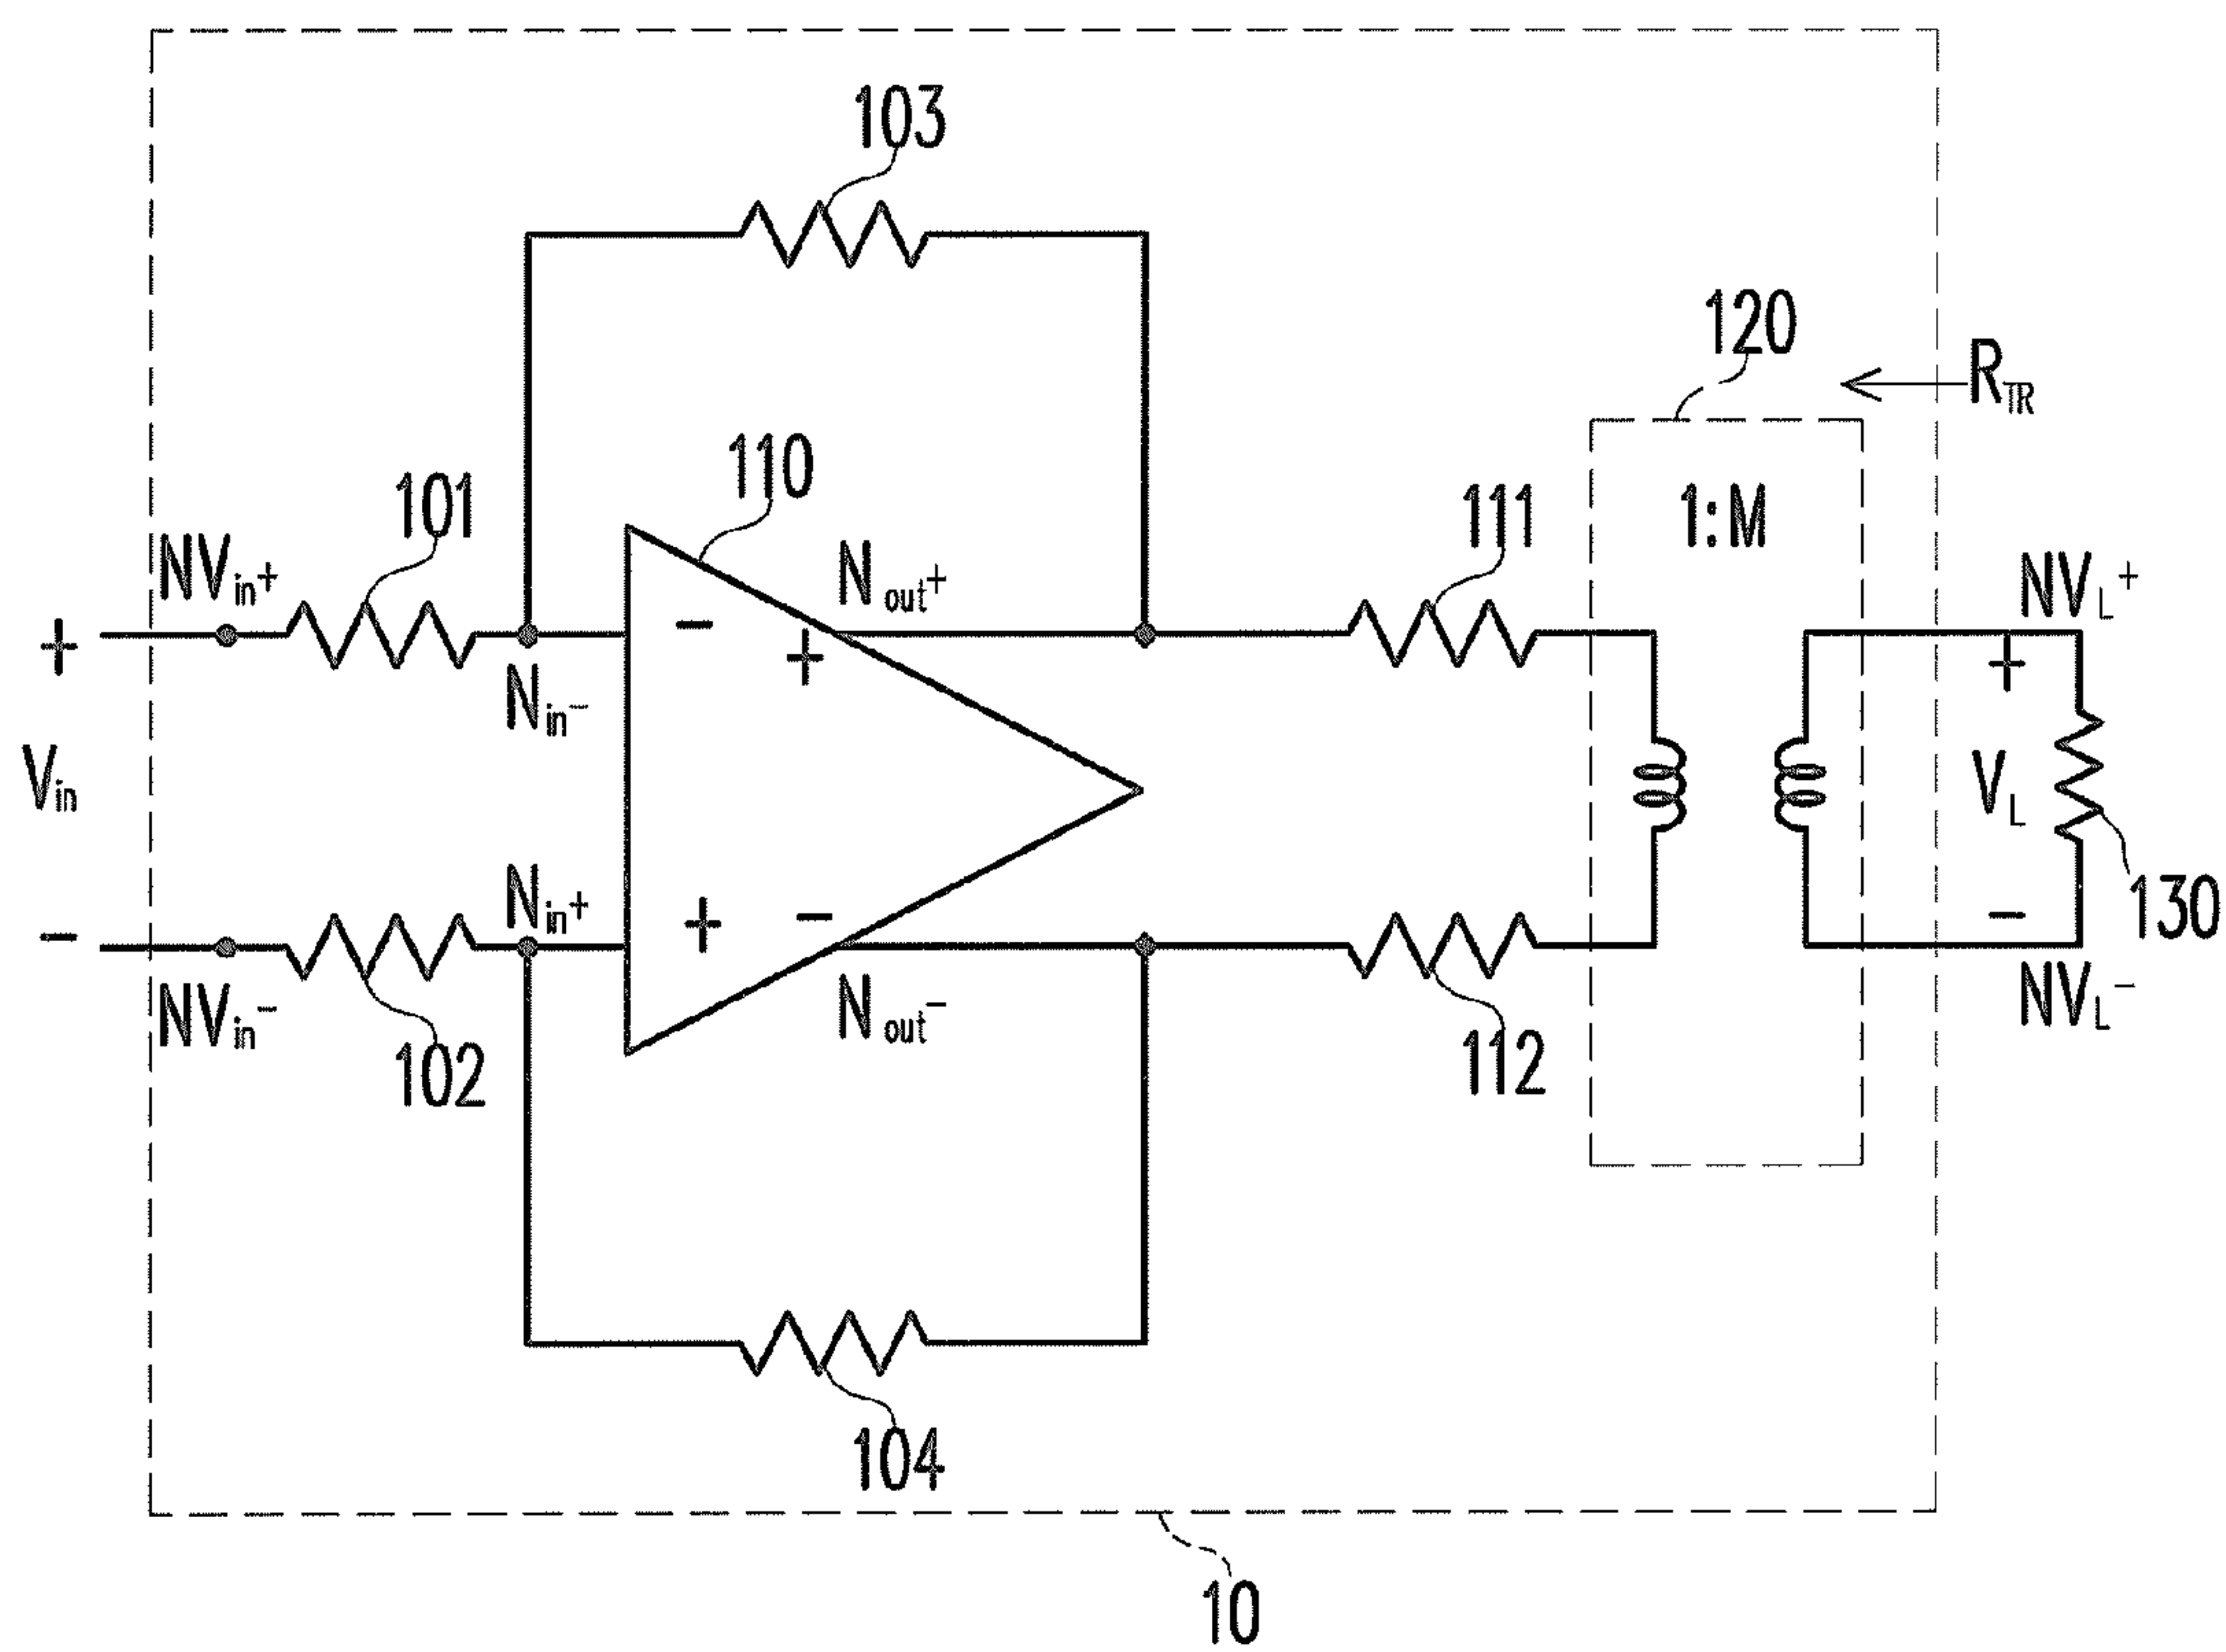 103
120
R_TR
110
101
111
1:M
NV_in+
N_out+
NV_L+
+
-
+
+
N_in-
V_in
V_L
N_in+
130
-
+
-
-
NV_in-
N_out-
NV_L-
102
112
104
10